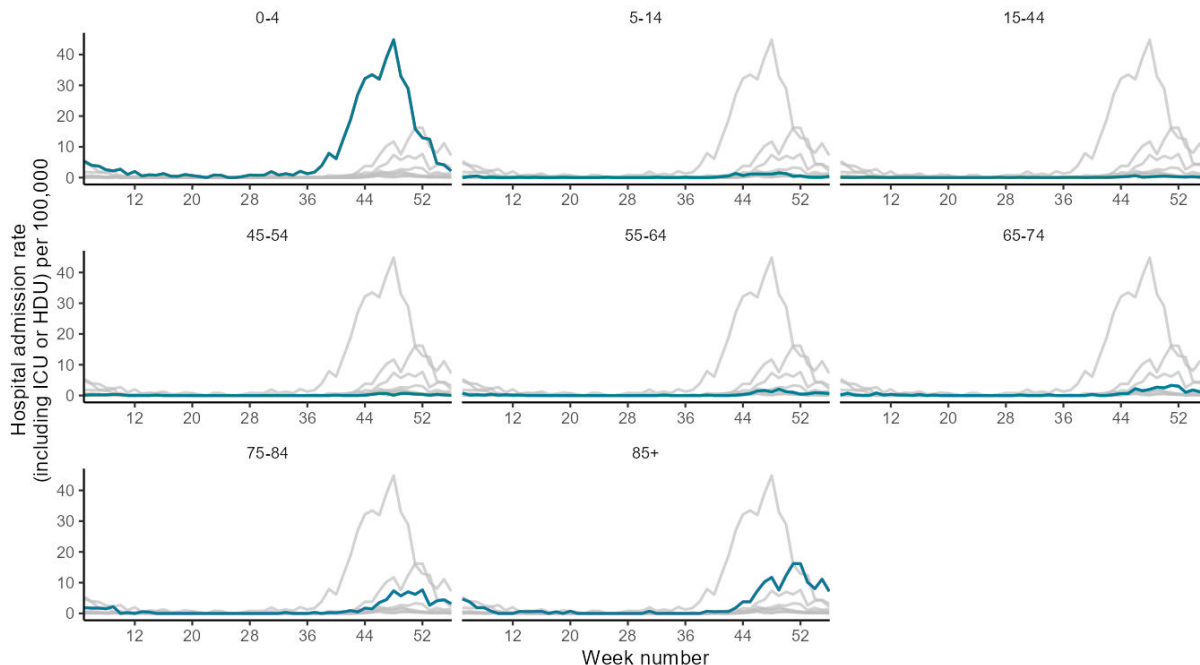 0-4 5-14 15-44
40
30
20
10
0
12 20 28 36 44 52 12 20 28 36 44 52 12 20 28 36 44 52
45-54 55-64 65-74
40
30
20
10
0
12 20 28 36 44 52 12 20 28 36 44 52 12 20 28 36 44 52
75-84 85+
40
30
20
10
0
12 20 28 36 44 52 12 20 28 36 44 52
Hospital admission rate
(including ICU or HDU) per 100,000
Week number